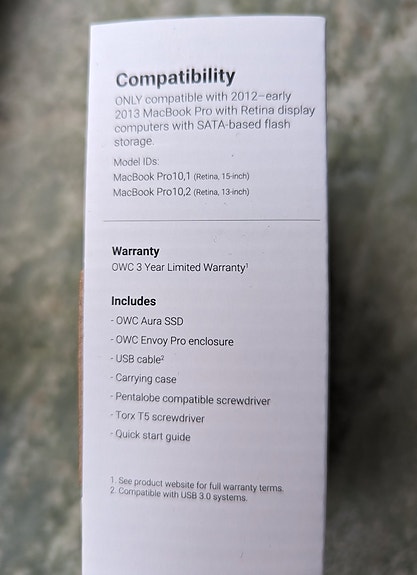 Compatibility
ONLY compatible with 2012–early
2013 MacBook Pro with Retina display
computers with SATA-based flash
storage.
Model IDs:
MacBook Pro10,1 (Retina, 15-inch)
MacBook Pro10,2 (Retina, 13-inch)
Warranty
OWC 3 Year Limited Warranty¹
Includes
- OWC Aura SSD
- OWC Envoy Pro enclosure
- USB cable²
- Carrying case
- Pentalobe compatible screwdriver
- Torx T5 screwdriver
- Quick start guide
1. See product website for full warranty terms.
2. Compatible with USB 3.0 systems.